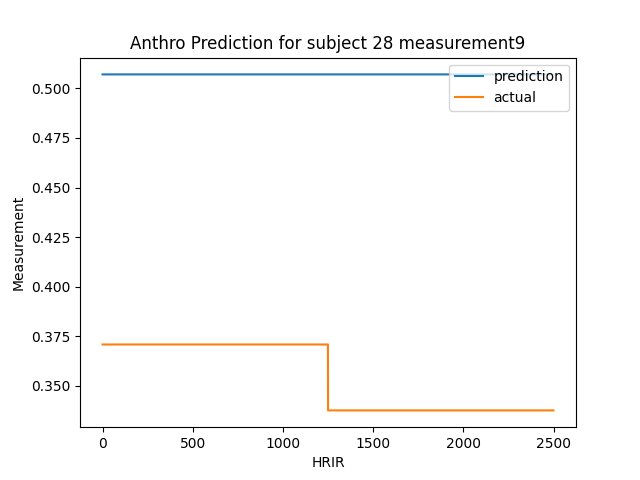 Anthro Prediction for subject 28 measurement9
prediction
actual
Measurement
0.500
0.475
0.450
0.425
0.400
0.375
0.350
0 500 1000 1500 2000 2500
HRIR